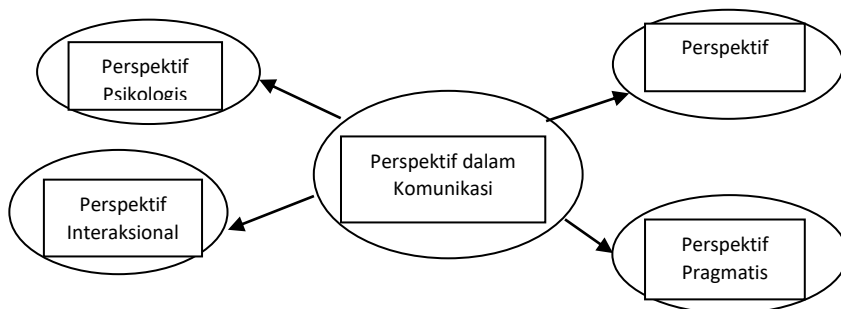 Perspektif
Psikologis
Perspektif
Perspektif dalam
Komunikasi
Perspektif
Interaksional
Perspektif
Pragmatis